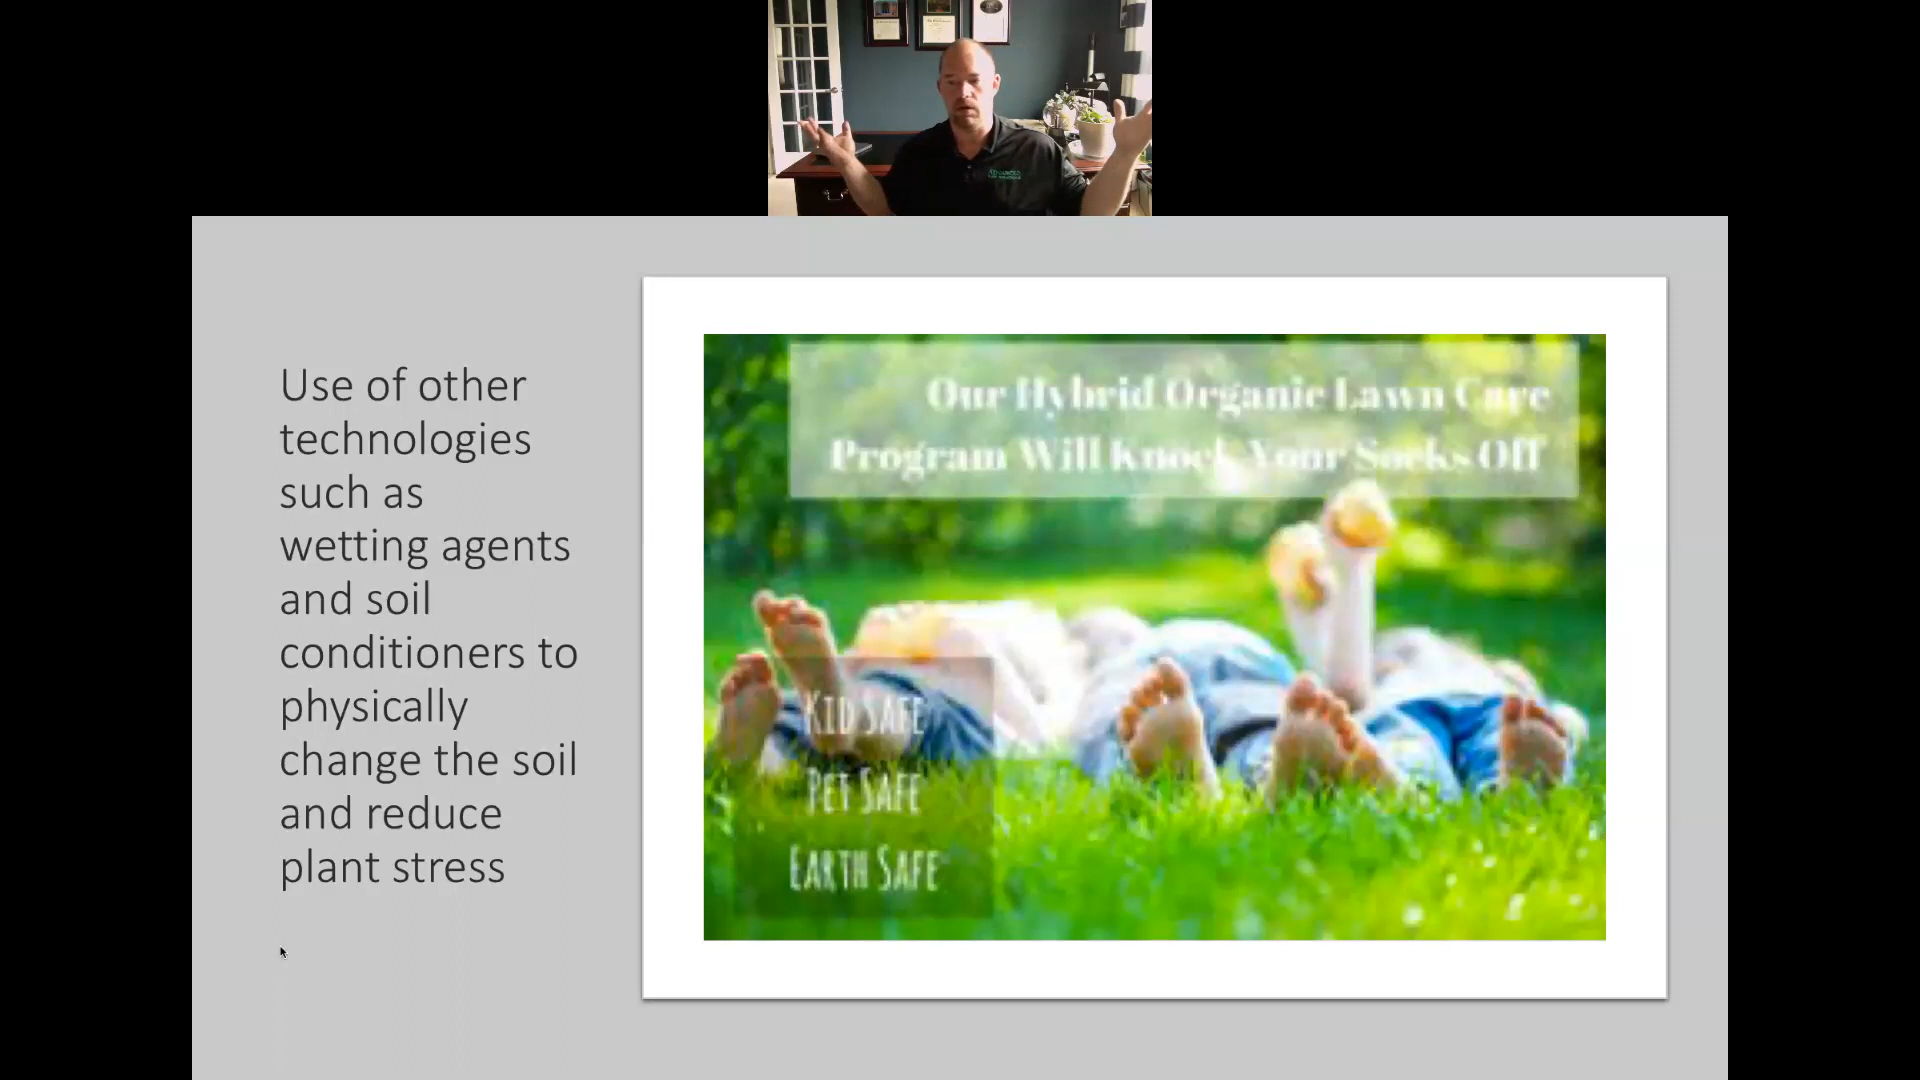 Use of other
technologies
such as
wetting agents
and soil
conditioners to
physically
change the soil
and reduce
plant stress
Our Hybrid Organic Lawn Care
Program Will Knock Your Socks Off
KID SAFE
PET SAFE
EARTH SAFE